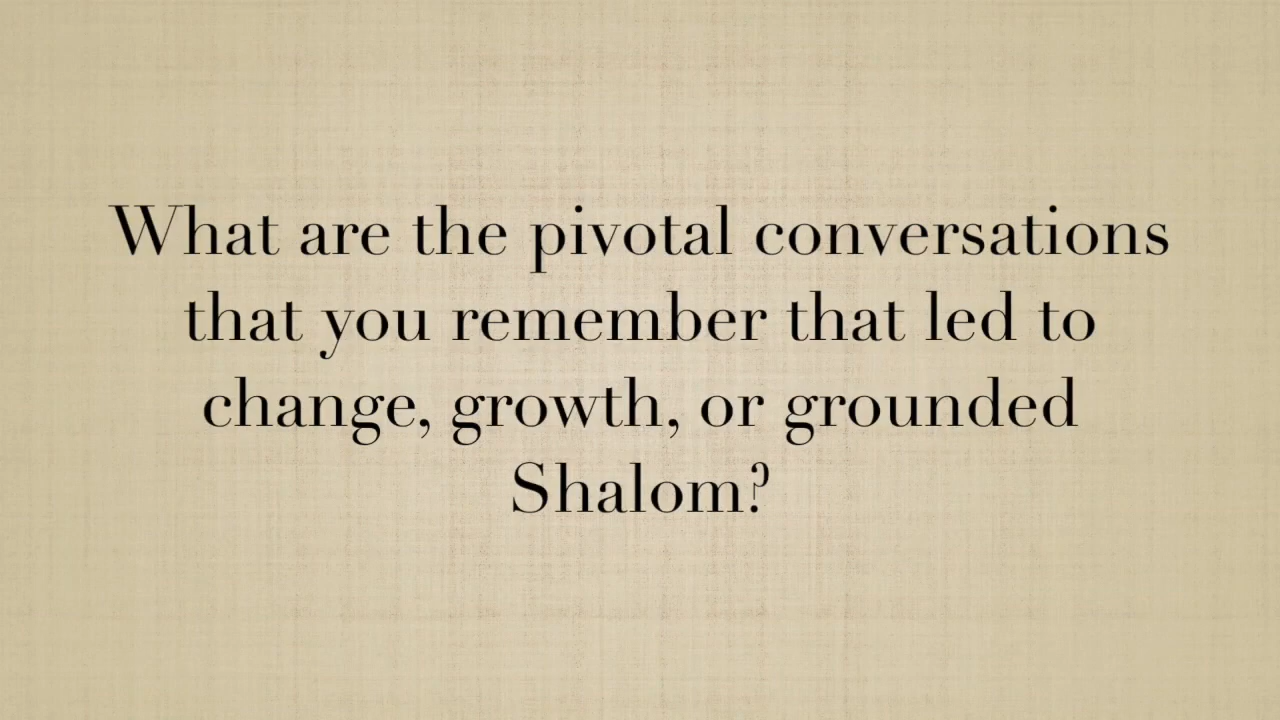 What are the pivotal conversations
that you remember that led to
change, growth, or grounded
Shalom?